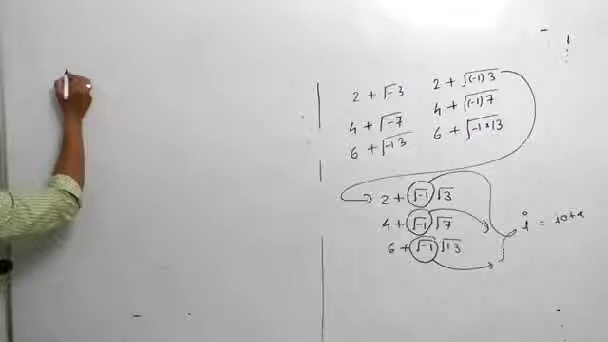 2 + √-3 2 + √(-1)3
4 + √-7 4 + √(-1)7
6 + √-13 6 + √-1×13
2 + √-1 √3
4 + √-1 √7
6 + √-1 √13
i = iota